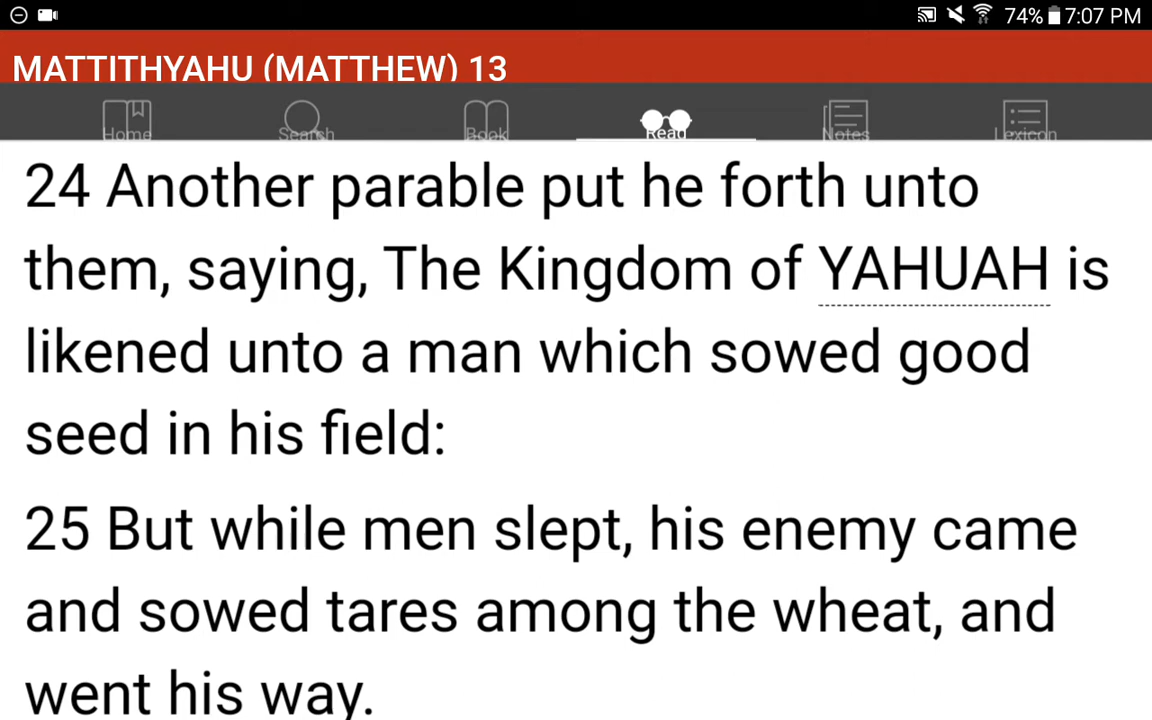 74% 7:07 PM
MATTITHYAHU (MATTHEW) 13
Home Search Book Read Notes Lexicon
24 Another parable put he forth unto
them, saying, The Kingdom of YAHUAH is
likened unto a man which sowed good
seed in his field:
25 But while men slept, his enemy came
and sowed tares among the wheat, and
went his way.